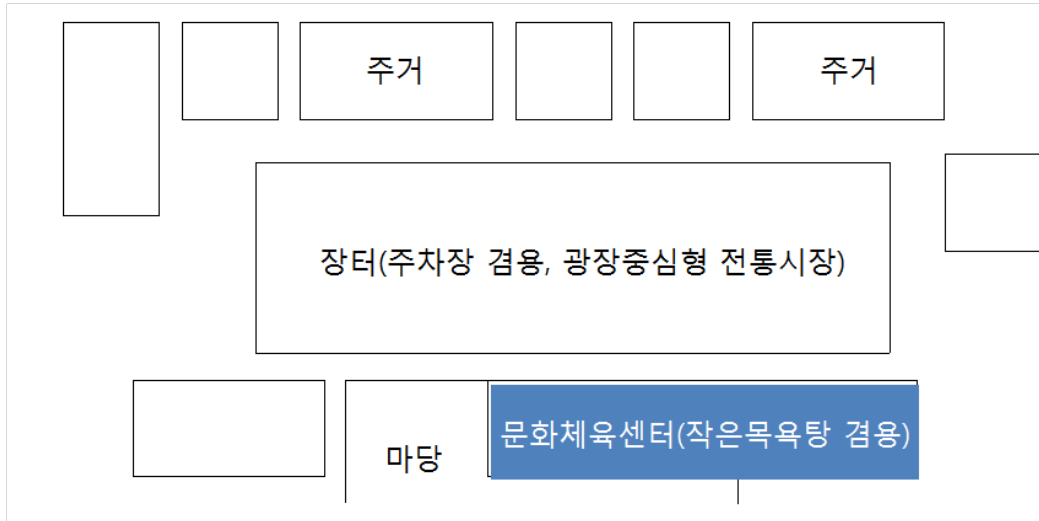 주거
주거
장터(주차장 겸용, 광장중심형 전통시장)
문화체육센터(작은목욕탕 겸용)
마당